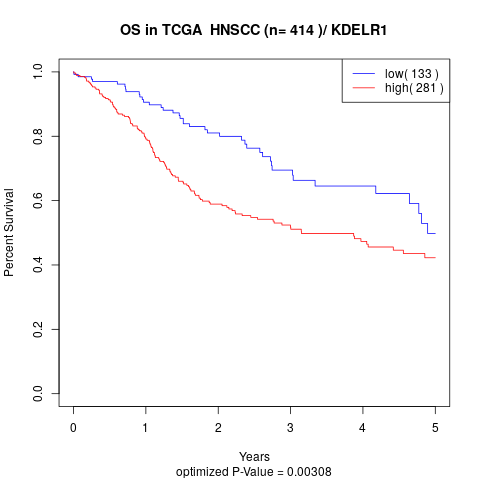 OS in TCGA  HNSCC (n= 414 )/ KDELR1
low( 133 )
high( 281 )
Percent Survival
1.0
0.8
0.6
0.4
0.2
0.0
0 1 2 3 4 5
Years
optimized P-Value = 0.00308